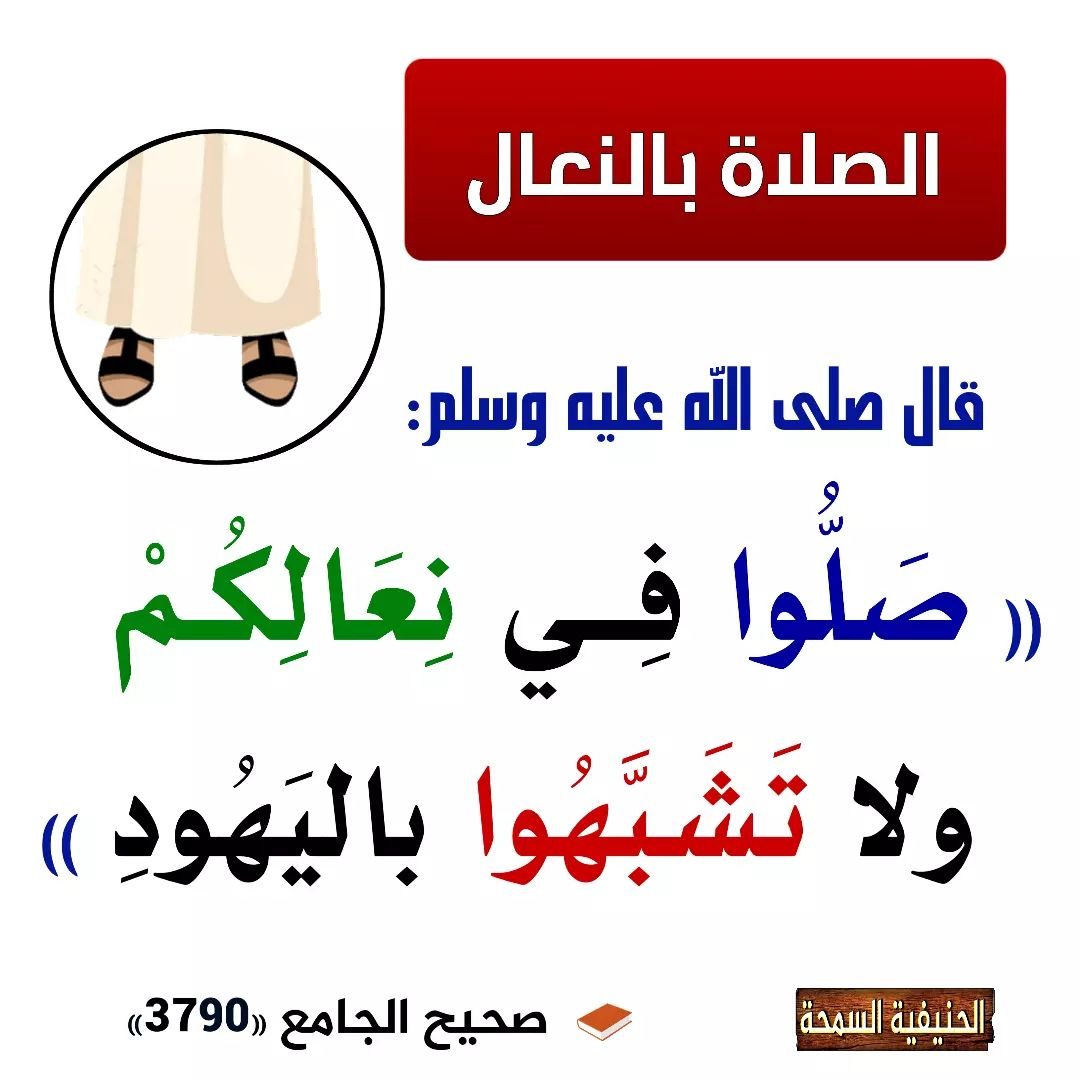 الصلاة بالنعال
قال صلى الله عليه وسلم:
(( صَلُّوا فِي نِعَالِكُمْ
ولا تَشَبَّهُوا باليَهُودِ ))
صحيح الجامع ((3790))
الحنيفية السمحة